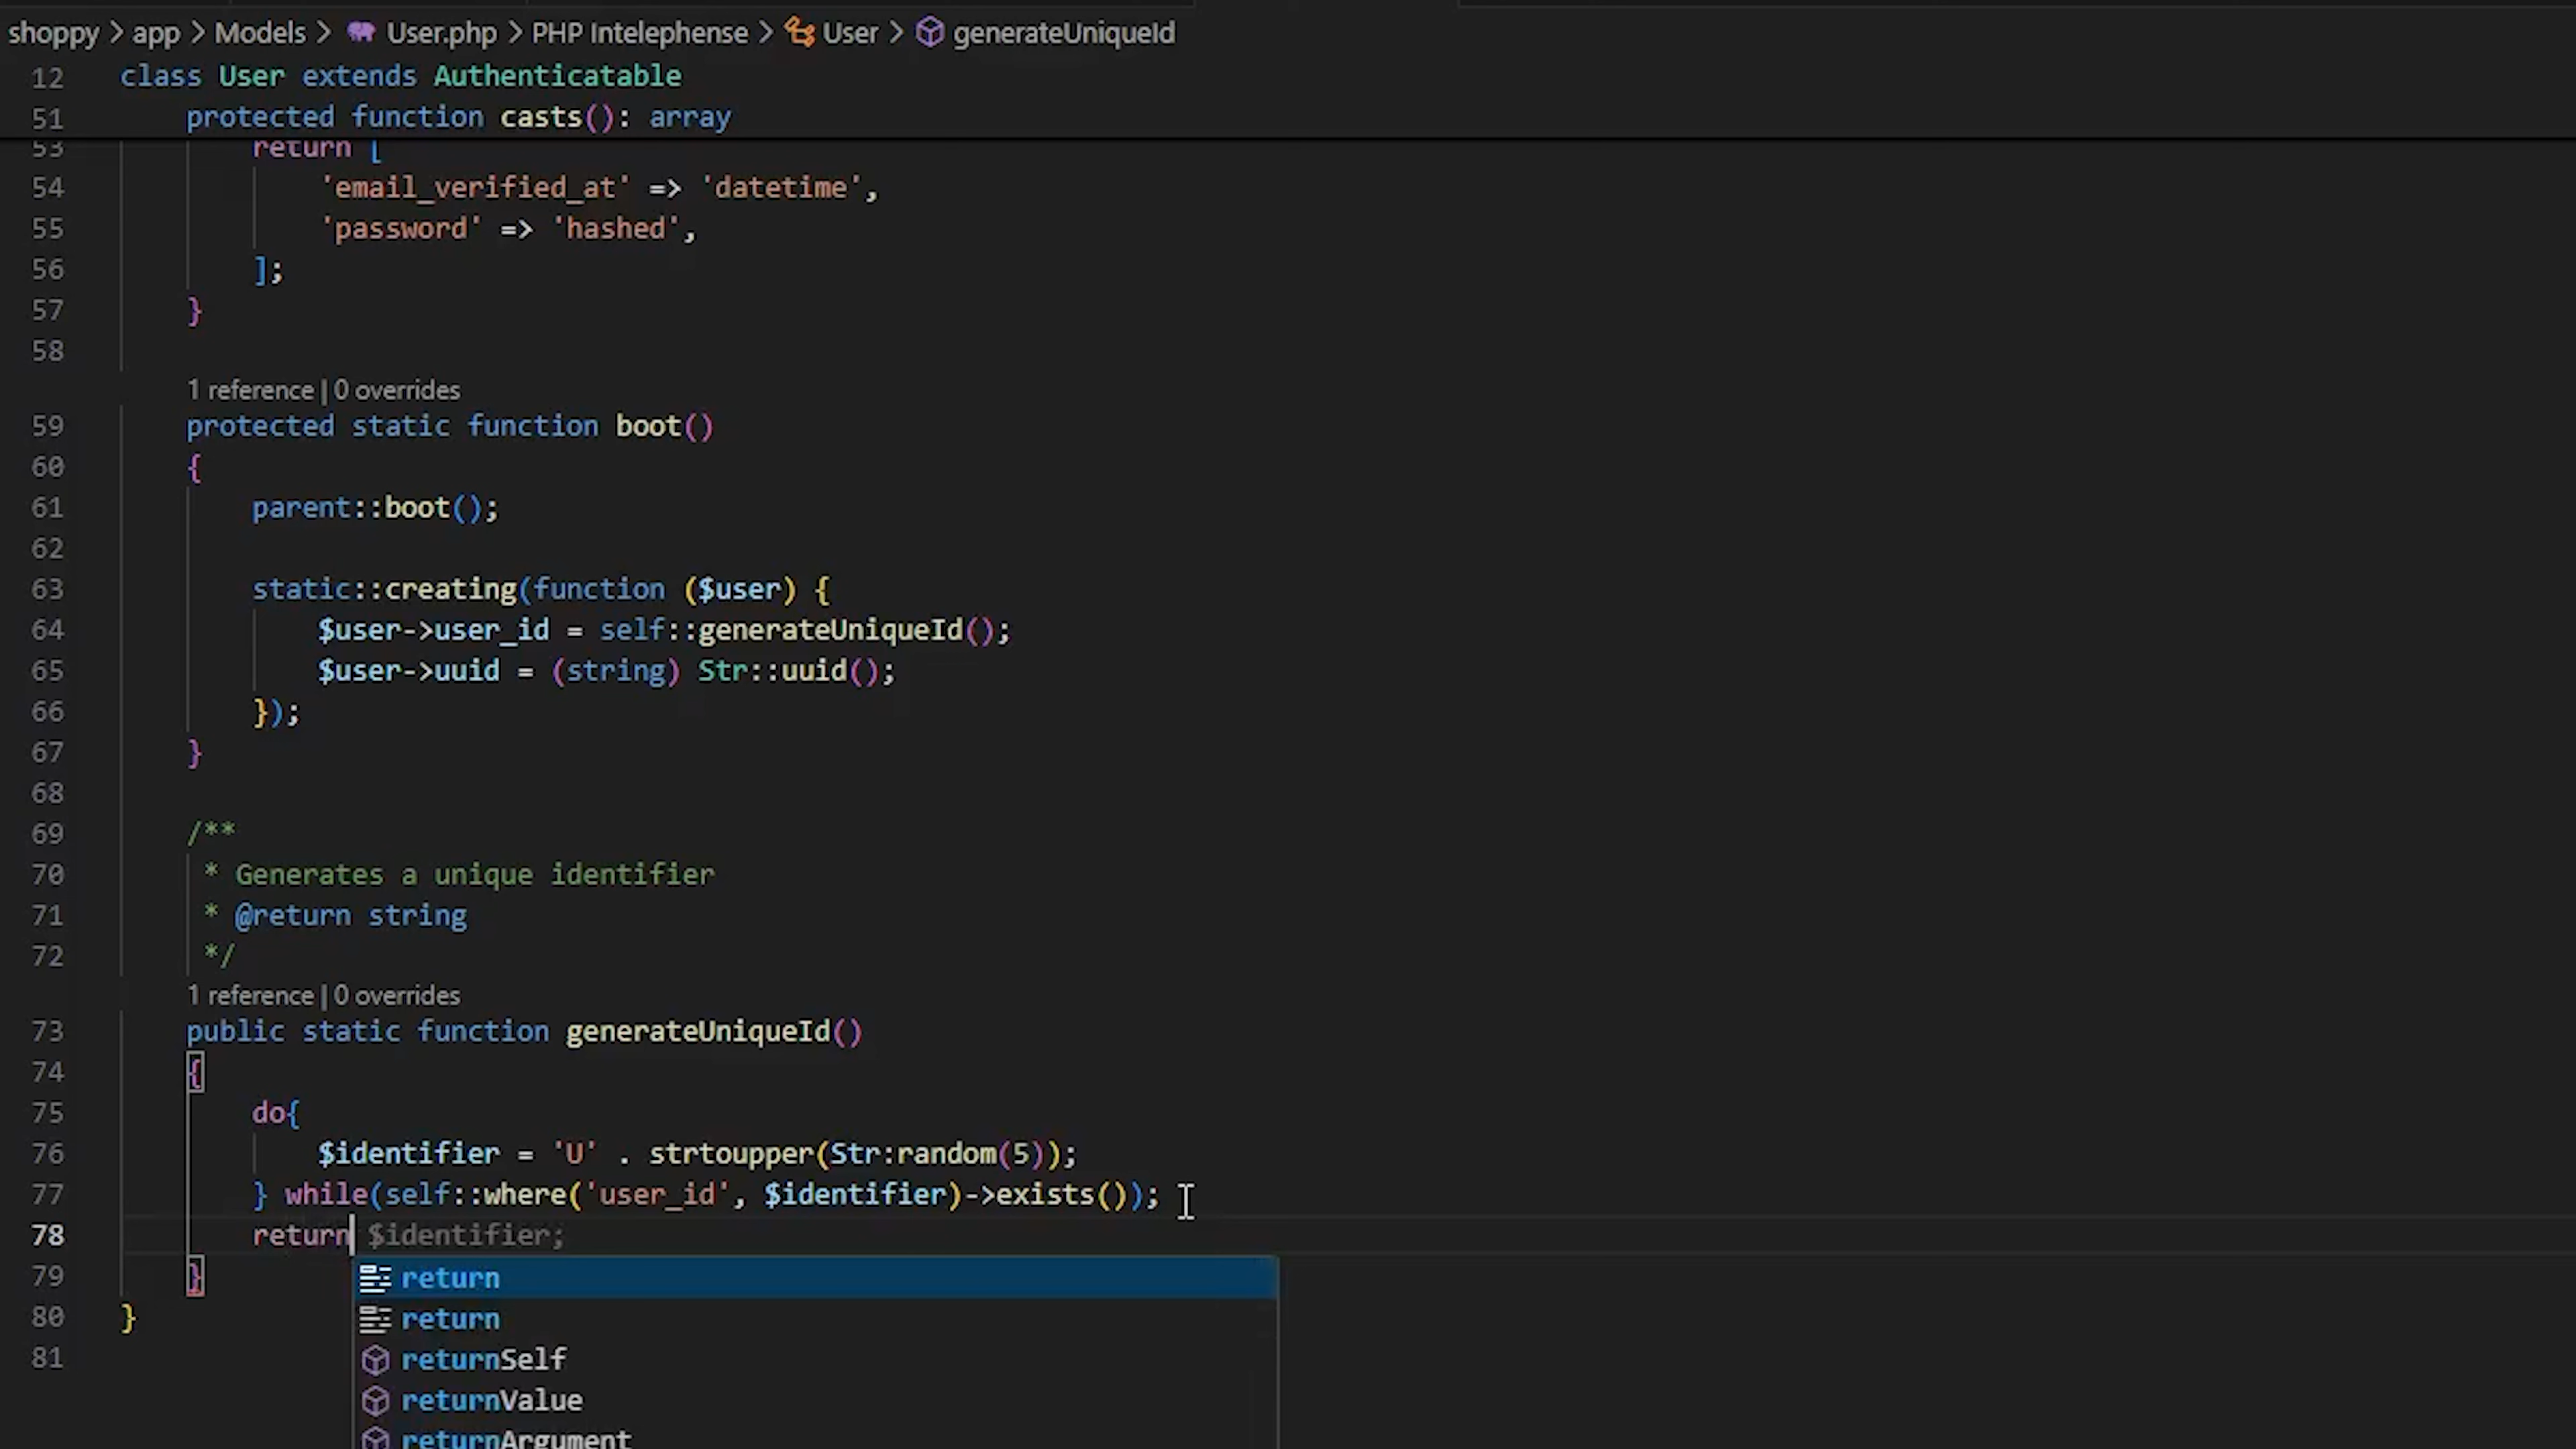 shoppy > app > Models > User.php > PHP Intelephense > User > generateUniqueId
12 class User extends Authenticatable
51 protected function casts(): array
53 return [
54 'email_verified_at' => 'datetime',
55 'password' => 'hashed',
56 ];
57 }
58
1 reference | 0 overrides
59 protected static function boot()
60 {
61 parent::boot();
62
63 static::creating(function ($user) {
64 $user->user_id = self::generateUniqueId();
65 $user->uuid = (string) Str::uuid();
66 });
67 }
68
69 /**
70 * Generates a unique identifier
71 * @return string
72 */
1 reference | 0 overrides
73 public static function generateUniqueId()
74 {
75 do{
76 $identifier = 'U' . strtoupper(Str:random(5));
77 } while(self::where('user_id', $identifier)->exists());
78 return $identifier;
79 }
return
80 }
return
81
returnSelf
returnValue
returnArgument